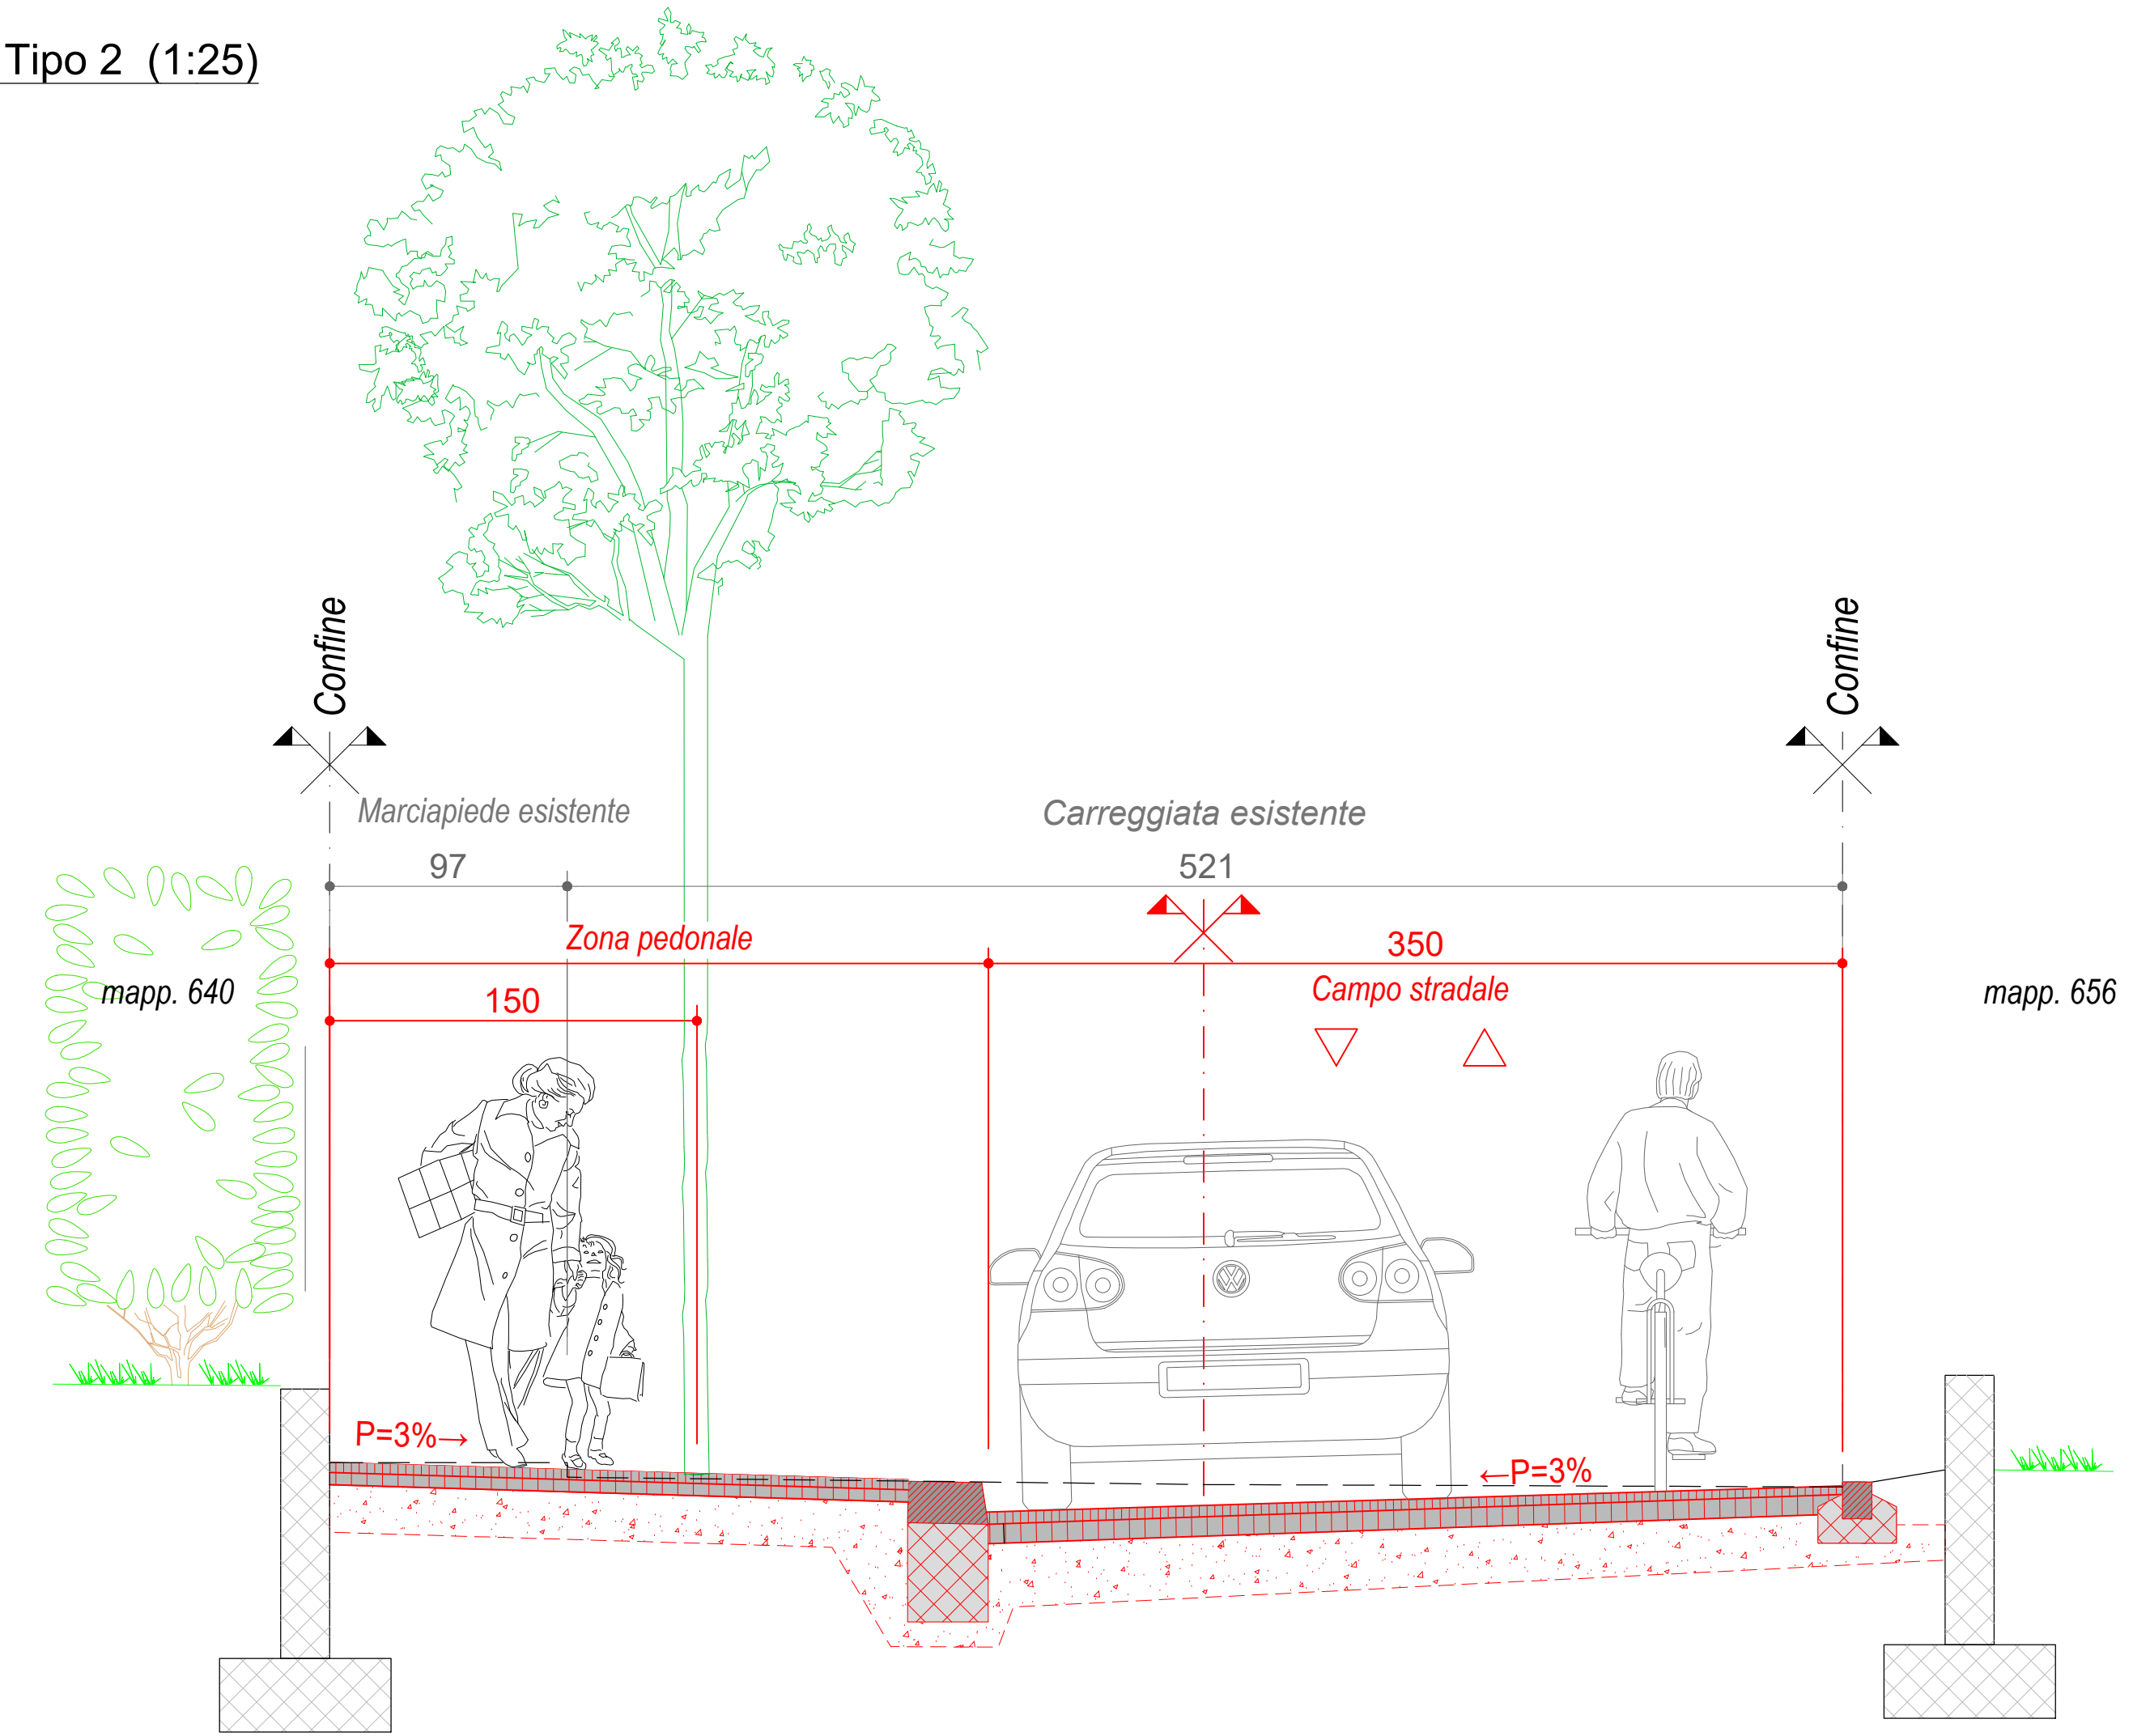 Tipo 2 (1:25)
Confine
Confine
Marciapiede esistente
Carreggiata esistente
97
521
Zona pedonale
350
mapp. 640
150
Campo stradale
mapp. 656
P=3%→
←P=3%